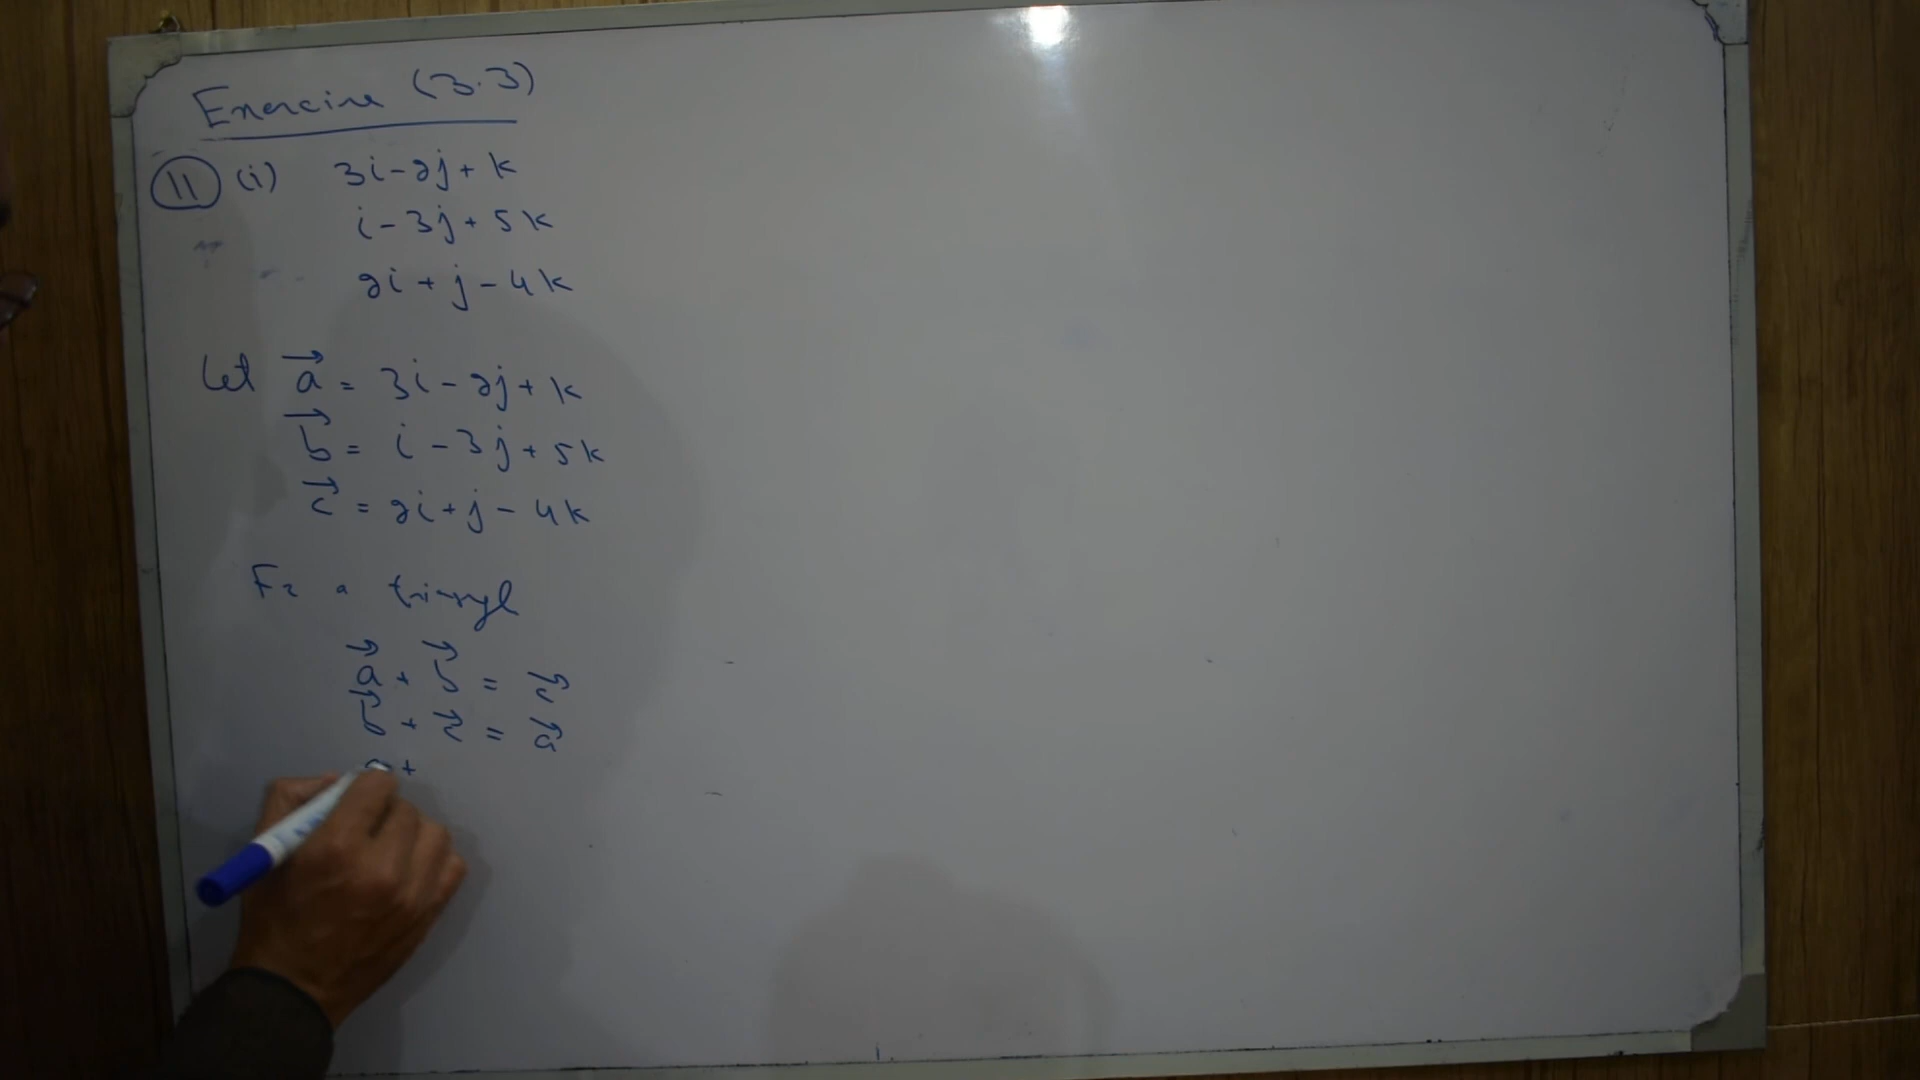 Exercise (3.3)
11 (i) 3i - 2j + k
i - 3j + 5k
2i + j - 4k
Let a⃗ = 3i - 2j + k
b⃗ = i - 3j + 5k
c⃗ = 2i + j - 4k
For a triangle
a⃗ + b⃗ = c⃗
b⃗ + c⃗ = a⃗
a +